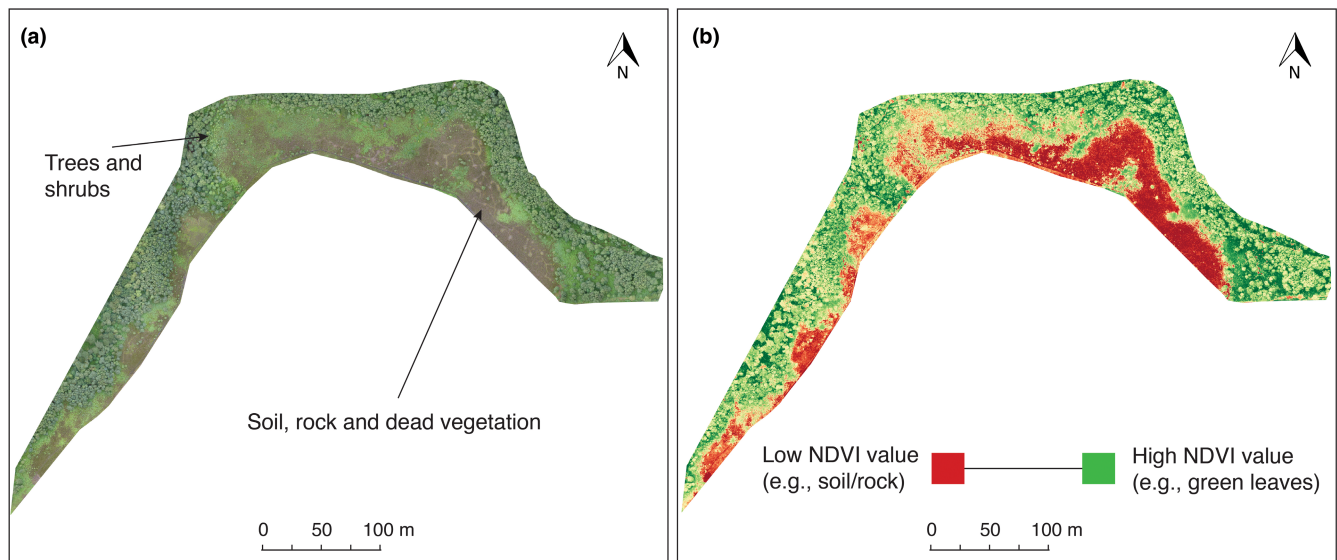 (a)
N
Trees and
shrubs
Soil, rock and dead vegetation
0 50 100 m
(b)
N
Low NDVI value
(e.g., soil/rock)
High NDVI value
(e.g., green leaves)
0 50 100 m